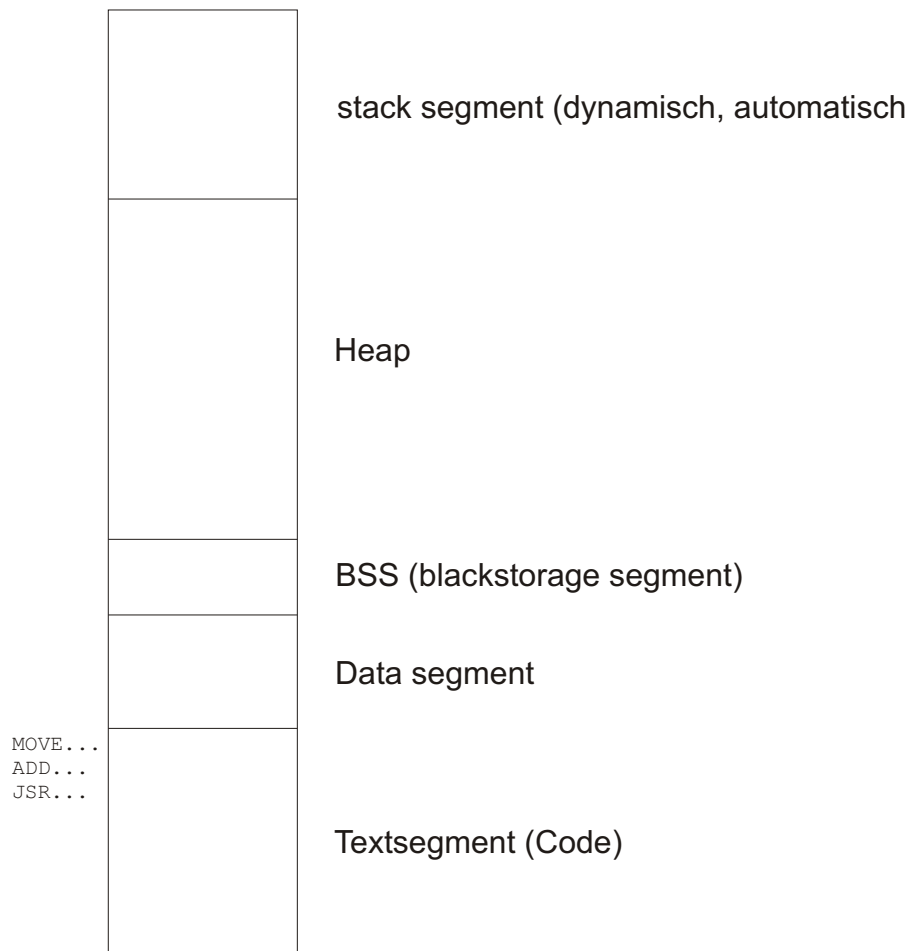 stack segment (dynamisch, automatisch
Heap
BSS (blackstorage segment)
Data segment
MOVE...
ADD...
JSR...
Textsegment (Code)